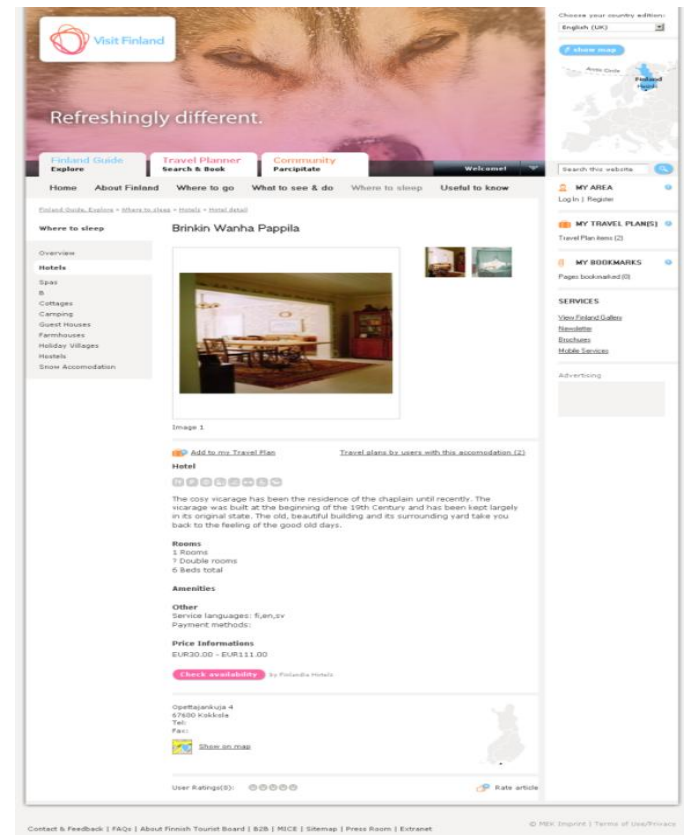 Visit Finland
Refreshingly different.
Choose your country edition:
English (UK)
show map
Arctic Circle
Finland
Helsinki
Finland Guide
Explore
Travel Planner
Search & Book
Community
Parcipitate
Welcome!
Search this website
Home About Finland Where to go What to see & do Where to sleep Useful to know
Finland Guide, Explore > Where to sleep > Hotels > Hotel detail
Where to sleep
Overview
Hotels
Spas
B
Cottages
Camping
Guest Houses
Farmhouses
Holiday Villages
Hostels
Snow Accomodation
Brinkin Wanha Pappila
Image 1
Add to my Travel Plan Travel plans by users with this accomodation (2)
Hotel
The cosy vicarage has been the residence of the chaplain until recently. The
vicarage was built at the beginning of the 19th Century and has been kept largely
in its original state. The old, beautiful building and its surrounding yard take you
back to the feeling of the good old days.
Rooms
1 Rooms
? Double rooms
6 Beds total
Amenities
Other
Service languages: fi,en,sv
Payment methods:
Price Informations
EUR30.00 - EUR111.00
Check availability by Finlandia Hotels
Opettajankuja 4
67600 Kokkola
Tel:
Fax:
Show on map
User Ratings(0):
Rate article
MY AREA
Log In | Register
MY TRAVEL PLAN(S)
Travel Plan items (2)
MY BOOKMARKS
Pages bookmarked (0)
SERVICES
View Finland Gallery
Newsletter
Brochures
Mobile Services
Advertising
Contact & Feedback | FAQs | About Finnish Tourist Board | B2B | MICE | Sitemap | Press Room | Extranet
© MEK Imprint | Terms of Use/Privacy